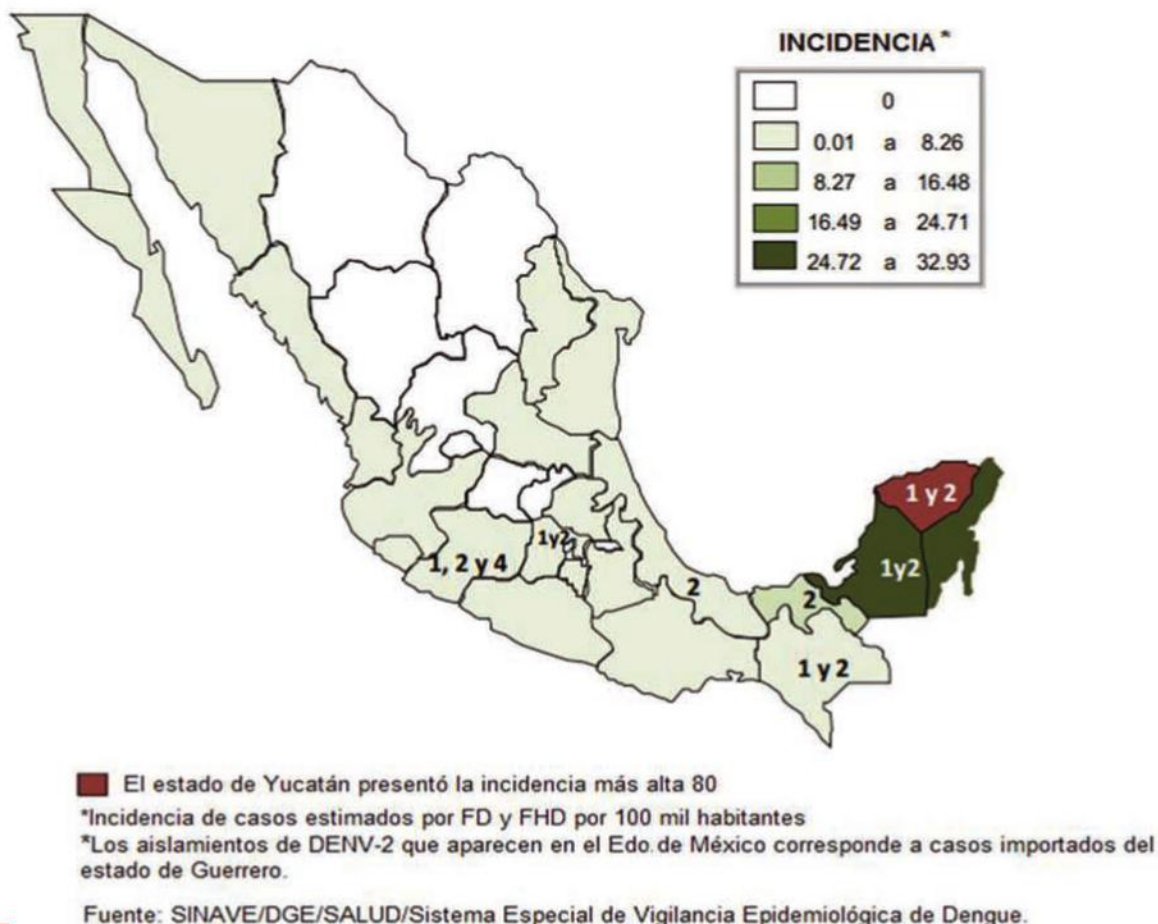 INCIDENCIA*
0
0.01 a 8.26
8.27 a 16.48
16.49 a 24.71
24.72 a 32.93
1 y 2
1y2
1, 2 y 4
1y2
2
2
1 y 2
El estado de Yucatán presentó la incidencia más alta 80
*Incidencia de casos estimados por FD y FHD por 100 mil habitantes
*Los aislamientos de DENV-2 que aparecen en el Edo.de México corresponde a casos importados del
estado de Guerrero.
Fuente: SINAVE/DGE/SALUD/Sistema Especial de Vigilancia Epidemiológica de Dengue.